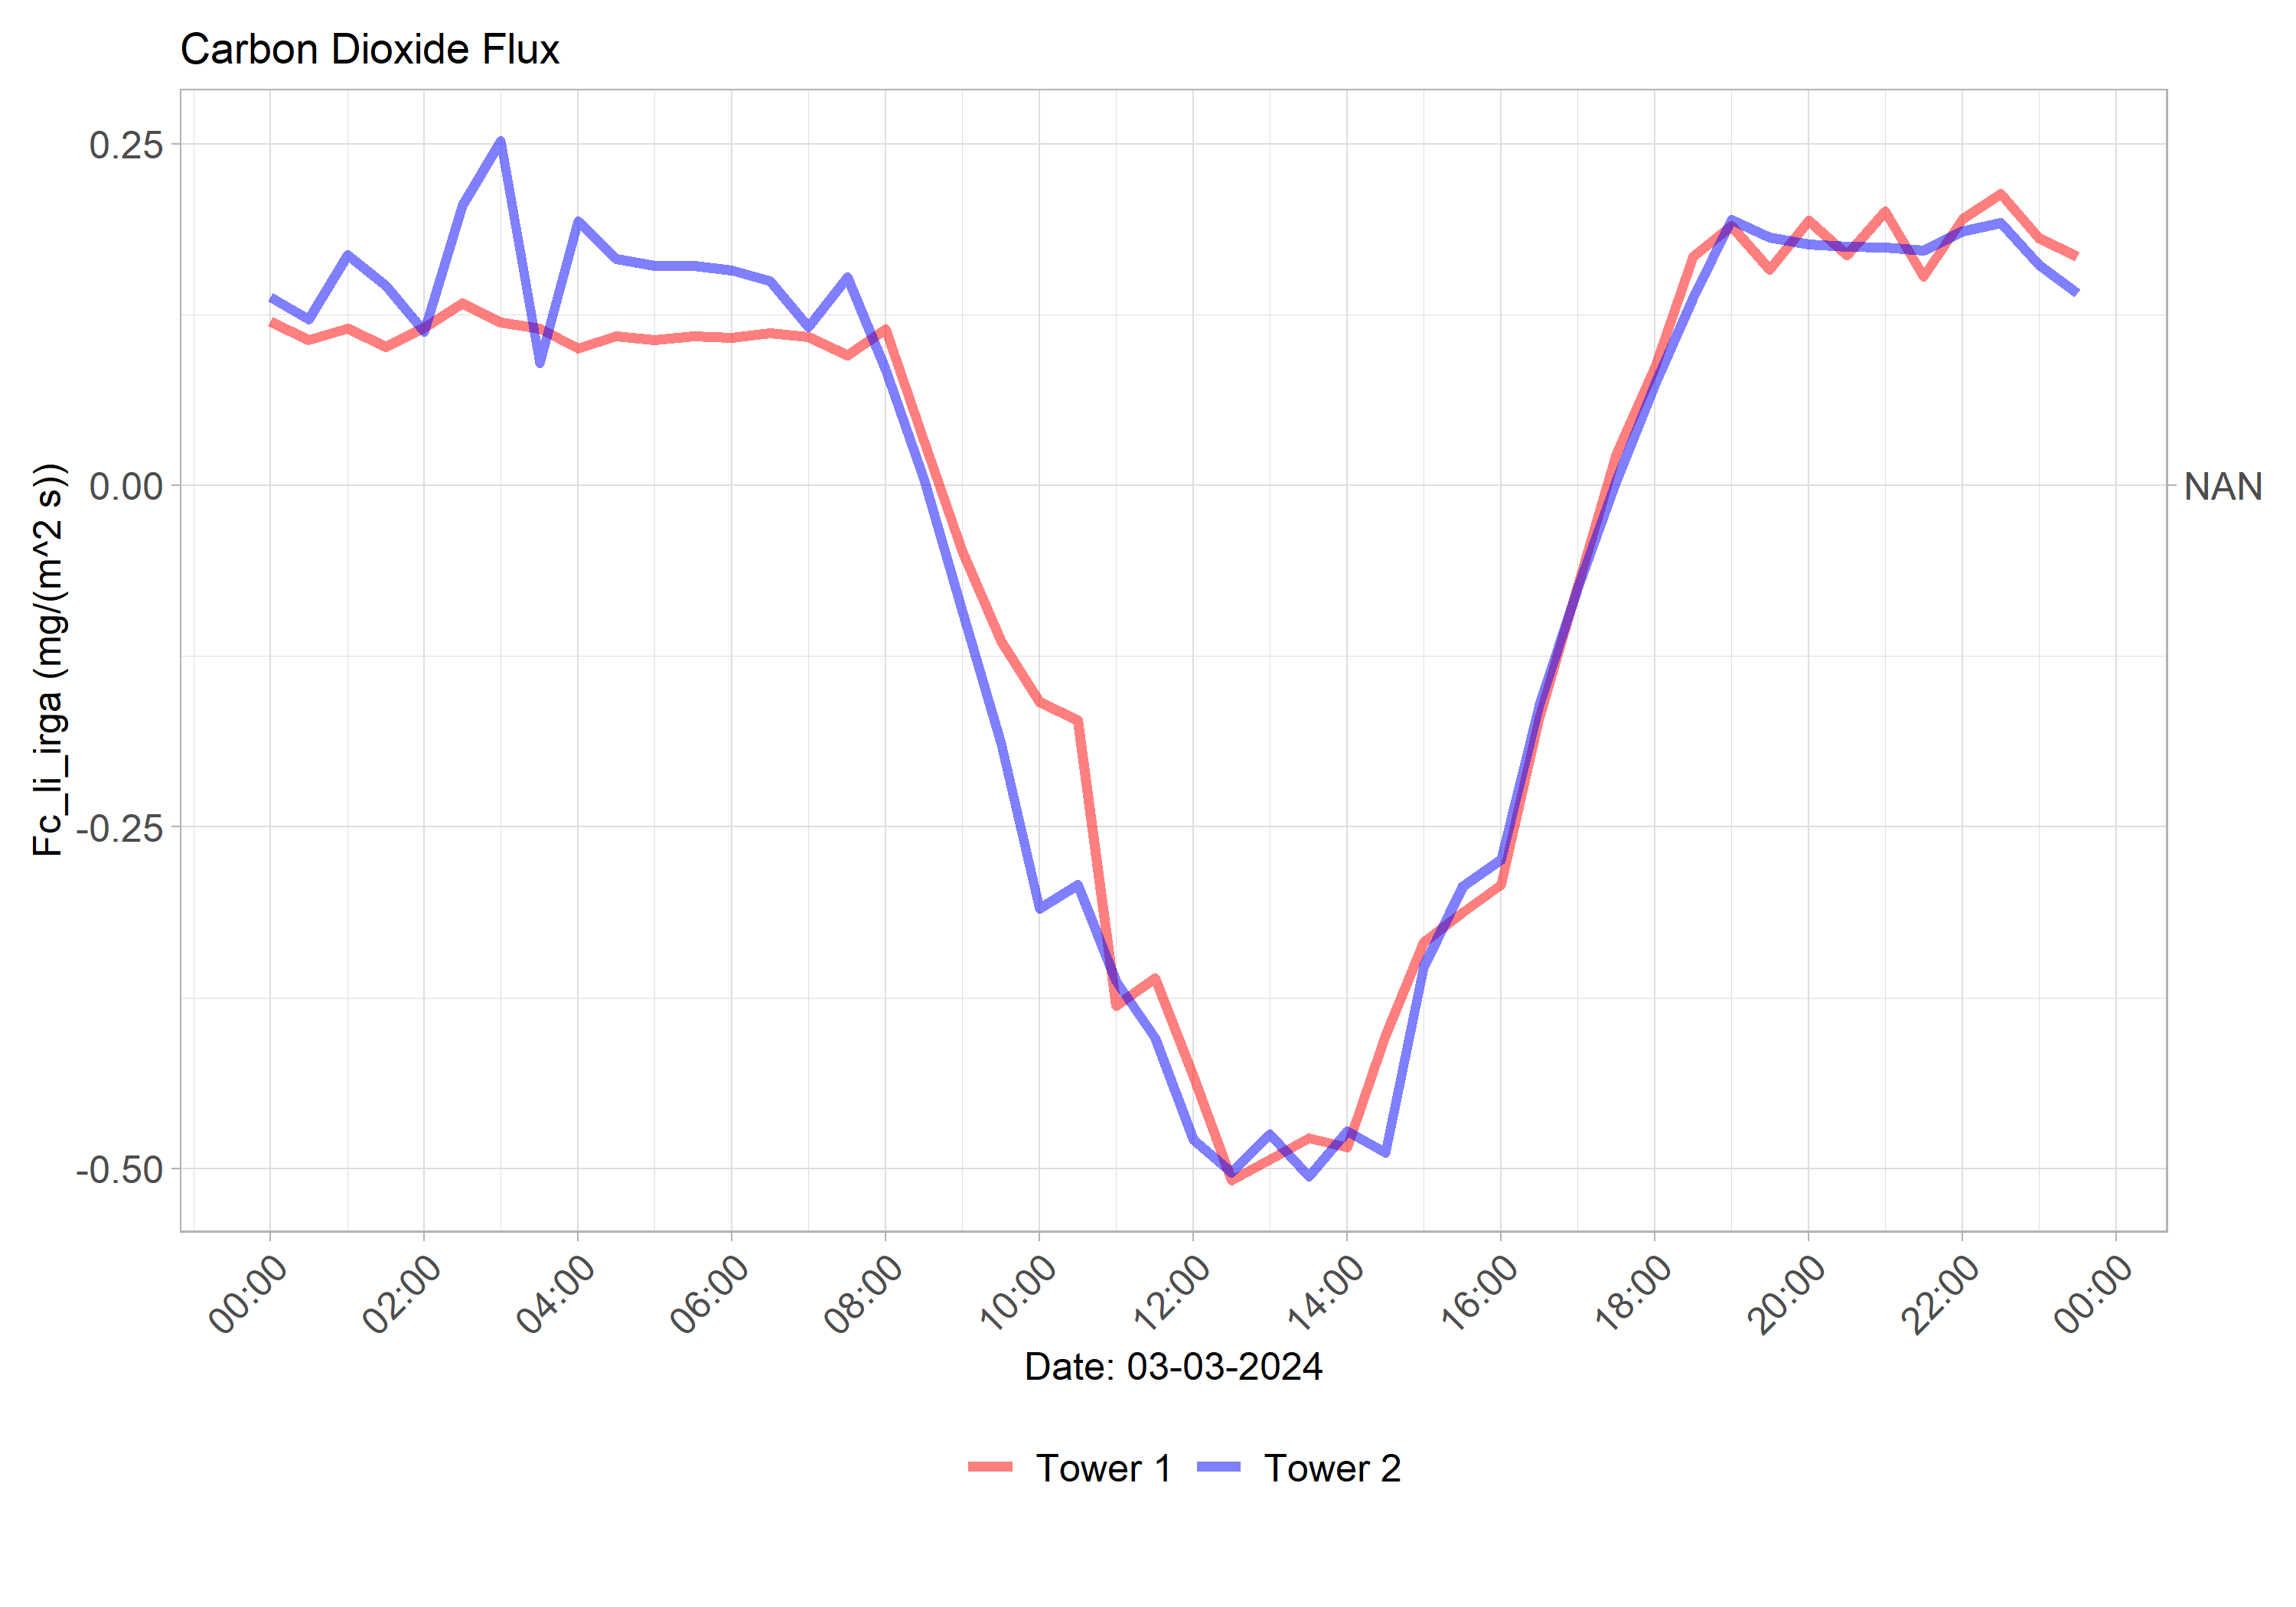 Carbon Dioxide Flux
Fc_li_irga (mg/(m^2 s))
0.25
0.00
-0.25
-0.50
NAN
00:00
02:00
04:00
06:00
08:00
10:00
12:00
14:00
16:00
18:00
20:00
22:00
00:00
Date: 03-03-2024
Tower 1
Tower 2